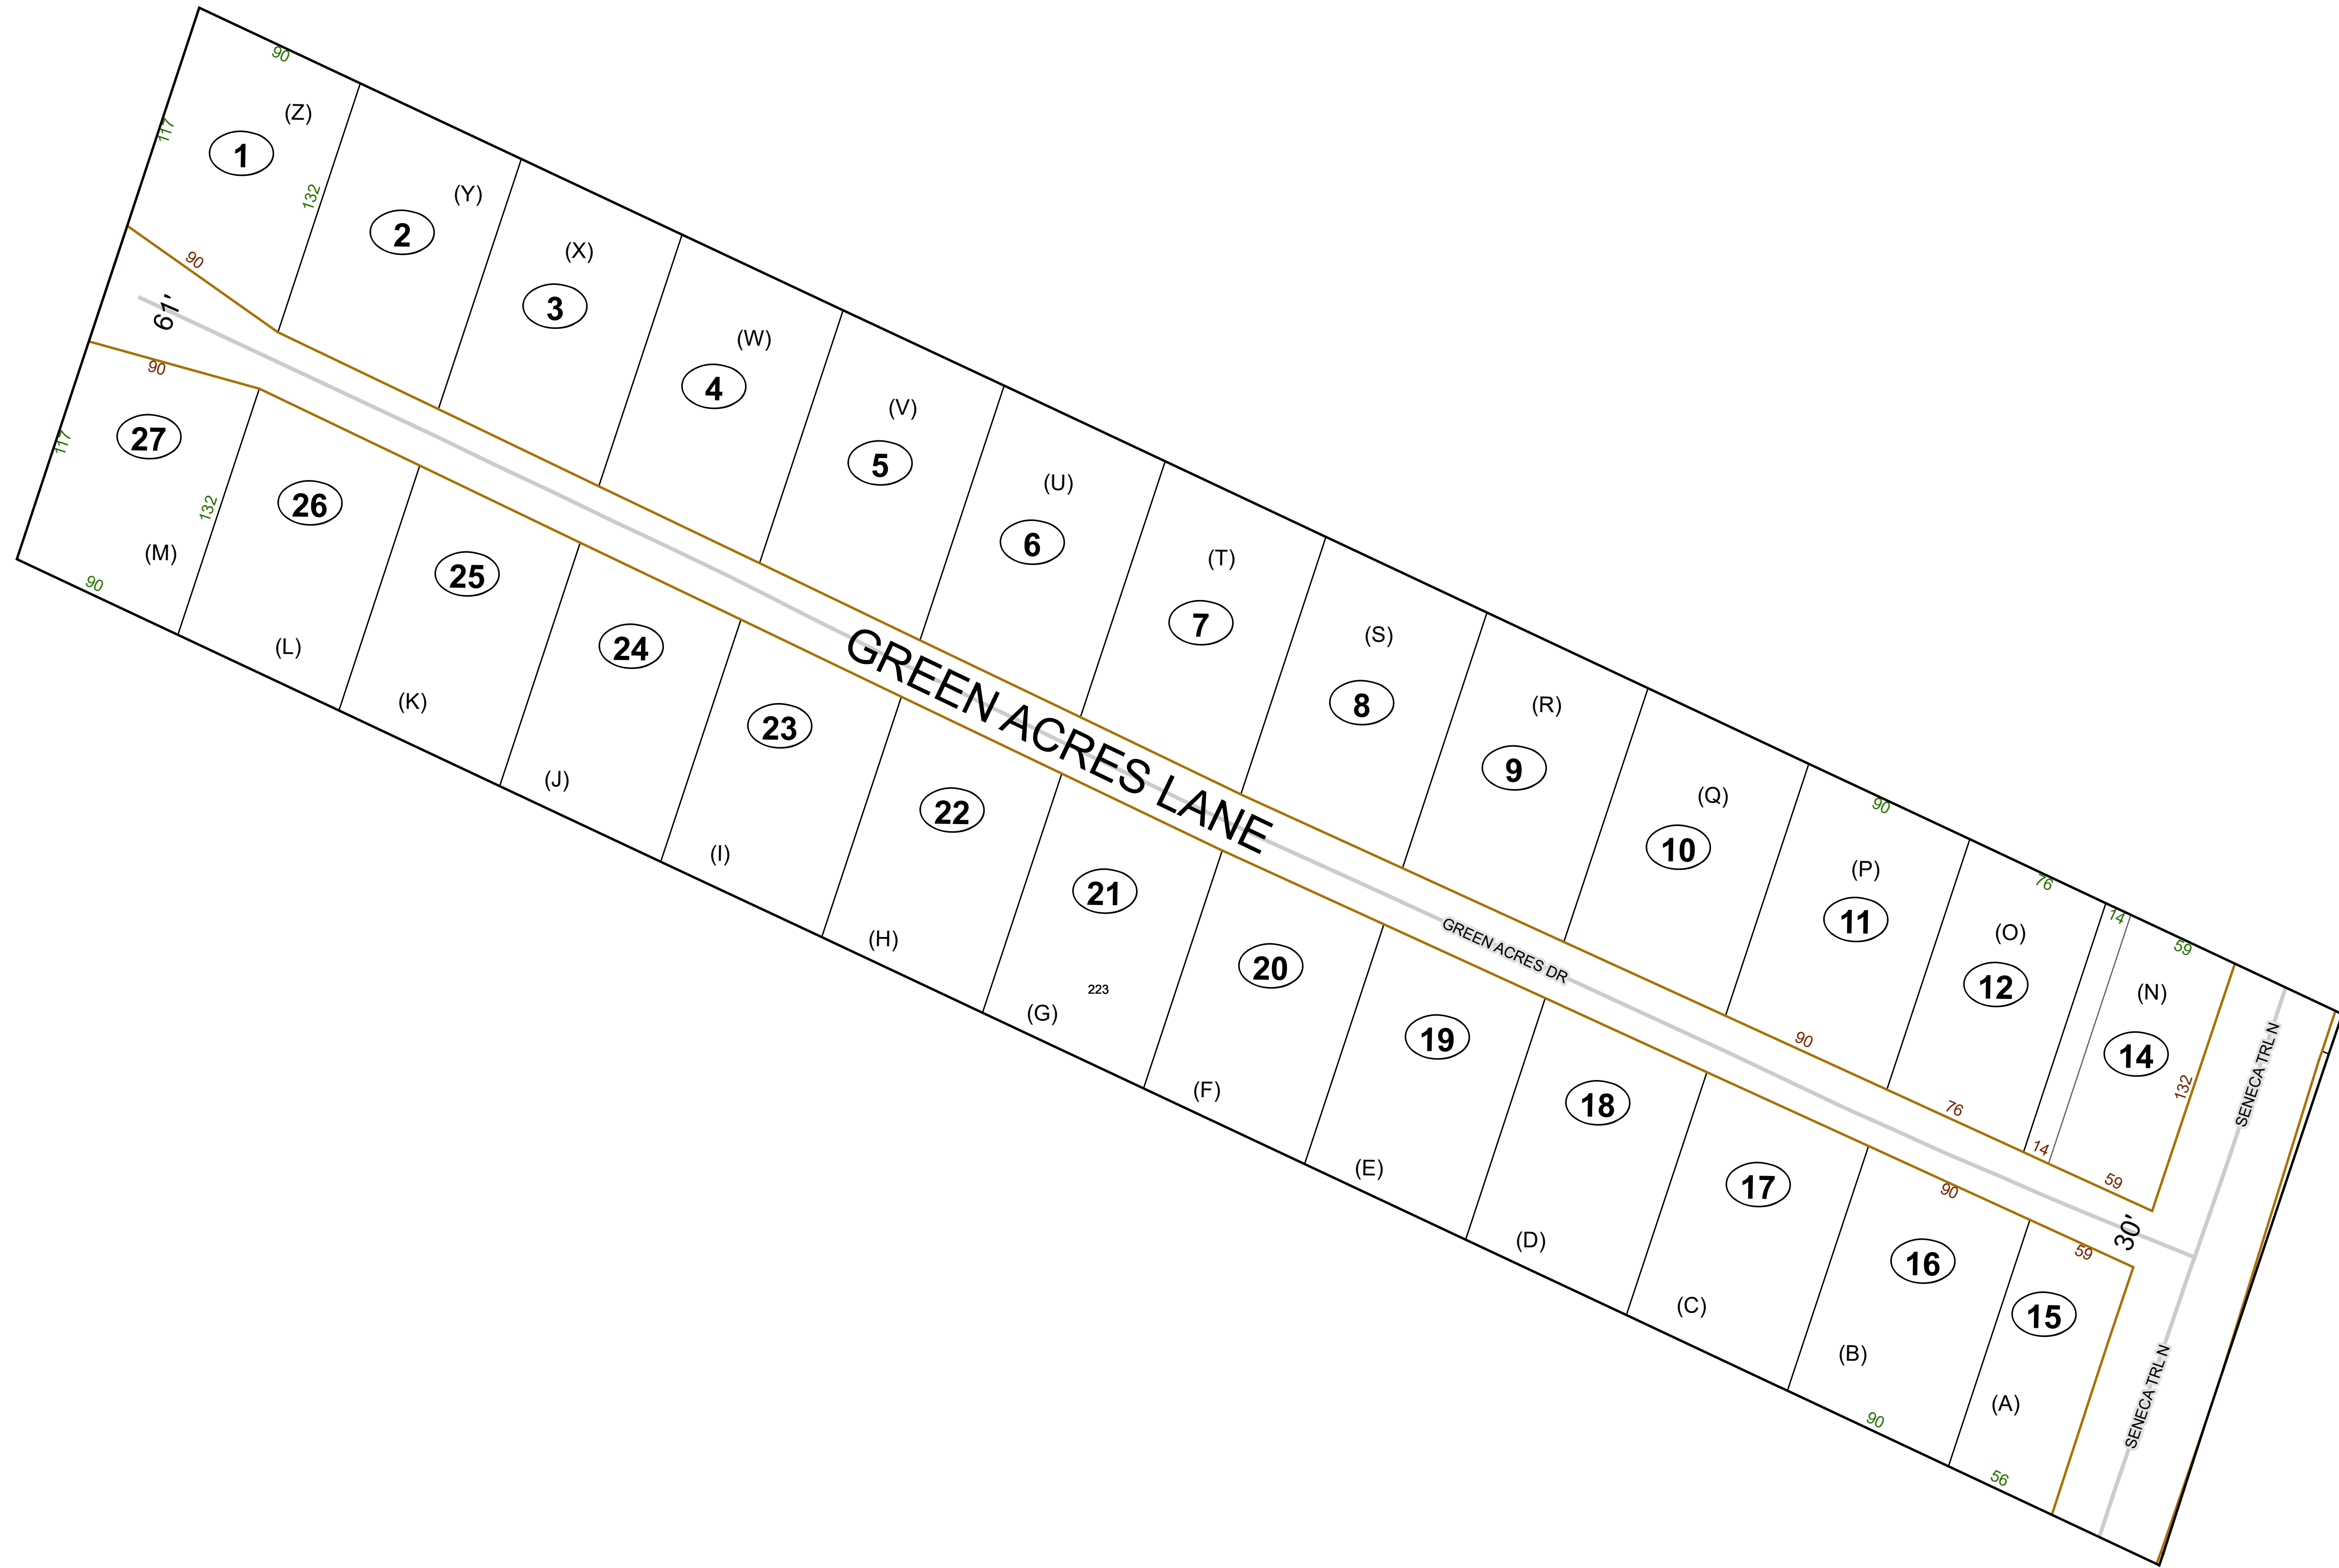 90
(Z)
117
1
132
(Y)
2
(X)
3
90
61'
(W)
4
90
(V)
5
27
117
(U)
6
26
132
(M)
90
(T)
7
25
(L)
(S)
8
24
(K)
(R)
9
23
(J)
GREEN ACRES LANE
(Q)
10
90
22
(I)
(P)
11
76
21
(H)
14
59
(O)
12
20
GREEN ACRES DR
223
(G)
(N)
14
132
SENECA TRL N
19
90
(F)
18
76
14
59
(E)
17
90
30'
59
(D)
16
15
(C)
(B)
(A)
SENECA TRL N
90
56